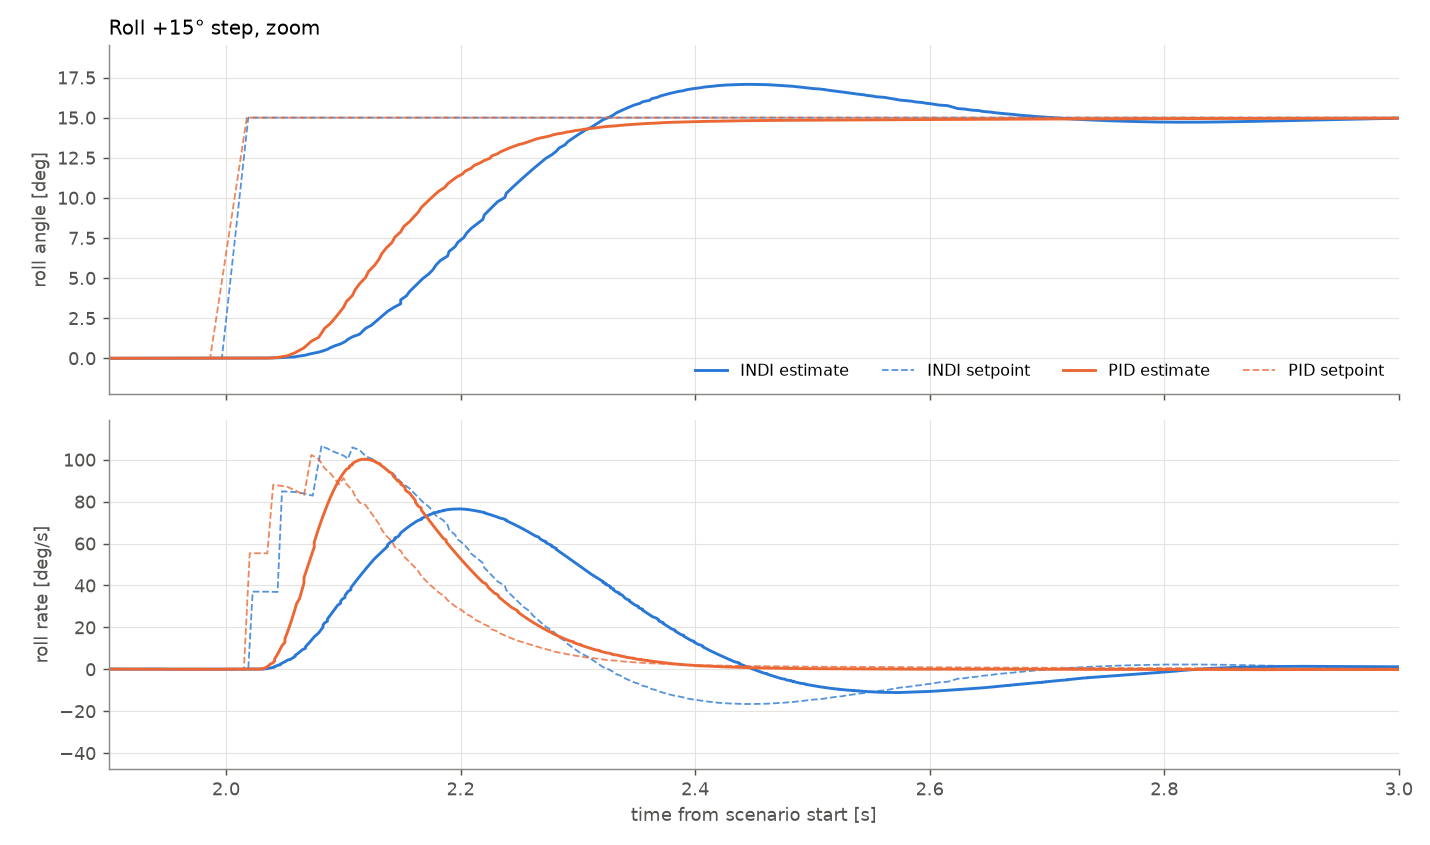 Roll +15° step, zoom
roll angle [deg]
17.5
15.0
12.5
10.0
7.5
5.0
2.5
0.0
INDI estimate
INDI setpoint
PID estimate
PID setpoint
roll rate [deg/s]
100
80
60
40
20
0
−20
−40
2.0
2.2
2.4
2.6
2.8
3.0
time from scenario start [s]